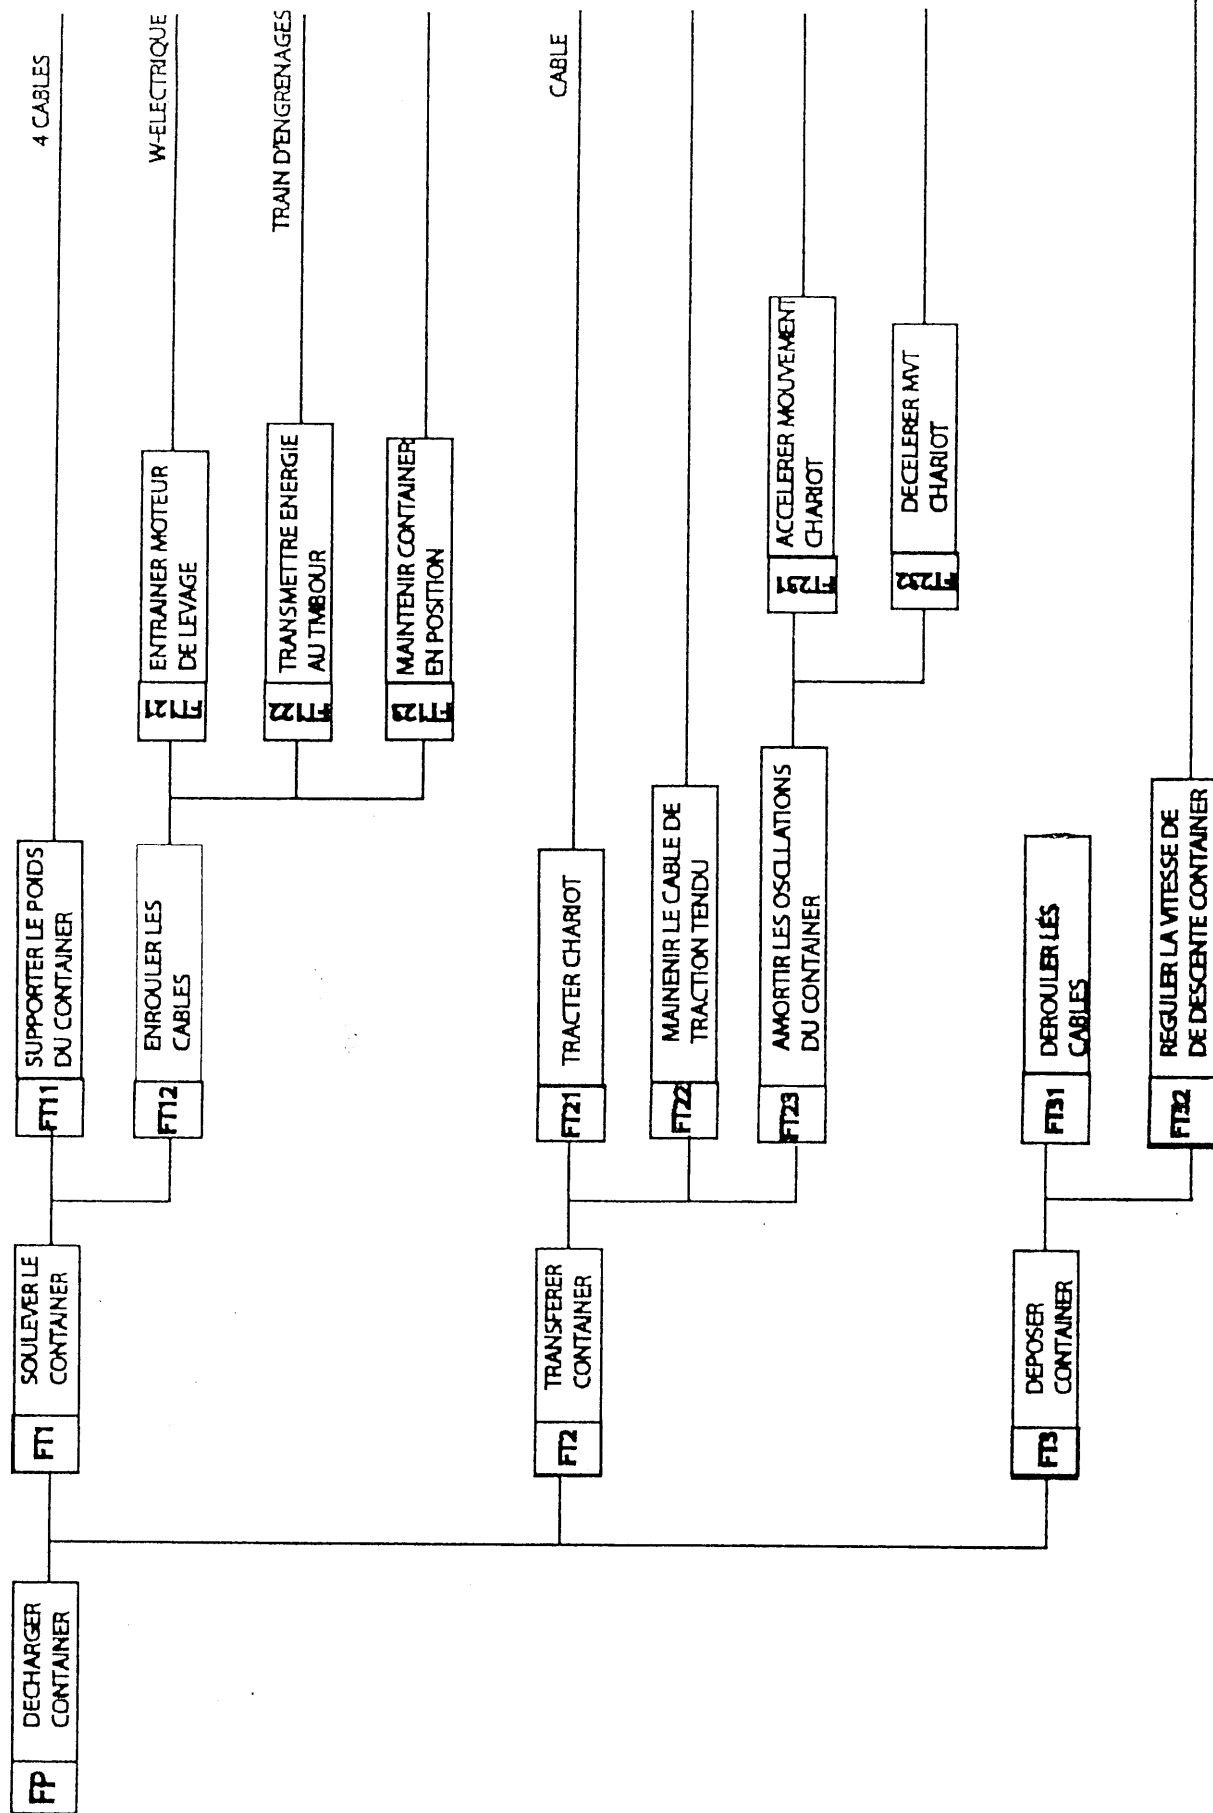 FP
DECHARGER
CONTAINER
FT1
SOULEVER LE
CONTAINER
FT11
SUPPORTER LE POIDS
DU CONTAINER
4 CABLES
FT12
ENROULER LES
CABLES
FT1
21
ENTRAINER MOTEUR
DE LEVAGE
W-ELECTRIQUE
FT122
TRANSMETTRE ENERGIE
AU TMBOUR
TRAIN D'ENGRENAGES
FT123
MAINTENIR CONTAINER
EN POSITION
FT2
TRANSFERER
CONTAINER
FT21
TRACTER CHARIOT
CABLE
FT22
MAINENIR LE CABLE DE
TRACTION TENDU
FT23
AMORTIR LES OSCILLATIONS
DU CONTAINER
FT231
ACCELERER MOUVEMENT
CHARIOT
FT232
DECELERER MVT
CHARIOT
FT3
DEPOSER
CONTAINER
FT31
DEROULER LES
CABLES
FT32
REGULER LA VITESSE DE
DE DESCENTE CONTAINER